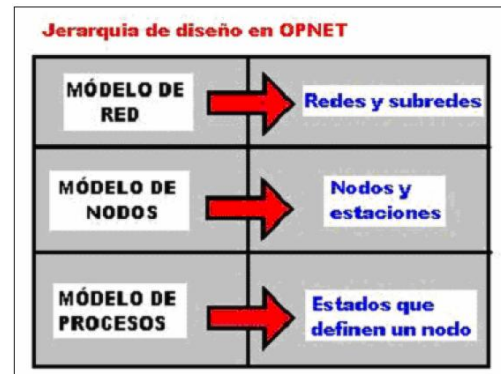 Jerarquia de diseño en OPNET
MÓDELO DE
RED
Redes y subredes
MÓDELO DE
NODOS
Nodos y
estaciones
MÓDELO DE
PROCESOS
Estados que
definen un nodo